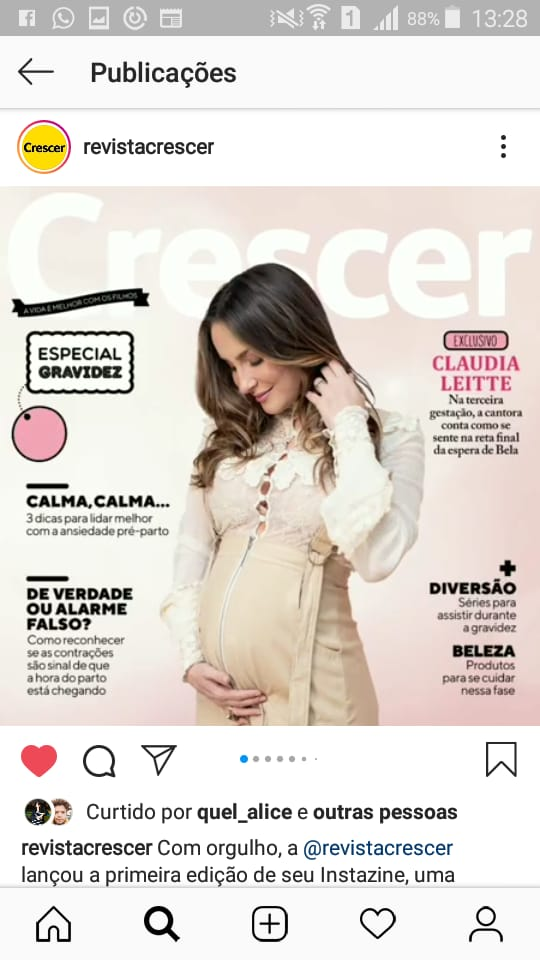 88% 13:28
Publicações
Crescer
revistacrescer
Crescer
A VIDA É MELHOR COM OS FILHOS
ESPECIAL
GRAVIDEZ
EXCLUSIVO
CLAUDIA
LEITTE
Na terceira
gestação, a cantora
conta como se
sente na reta final
da espera de Bela
CALMA, CALMA...
3 dicas para lidar melhor
com a ansiedade pré-parto
DE VERDADE
OU ALARME
FALSO?
Como reconhecer
se as contrações
são sinal de que
a hora do parto
está chegando
+
DIVERSÃO
Séries para
assistir durante
a gravidez
BELEZA
Produtos
para se cuidar
nessa fase
Curtido por quel_alice e outras pessoas
revistacrescer Com orgulho, a @revistacrescer
lançou a primeira edição de seu Instazine, uma